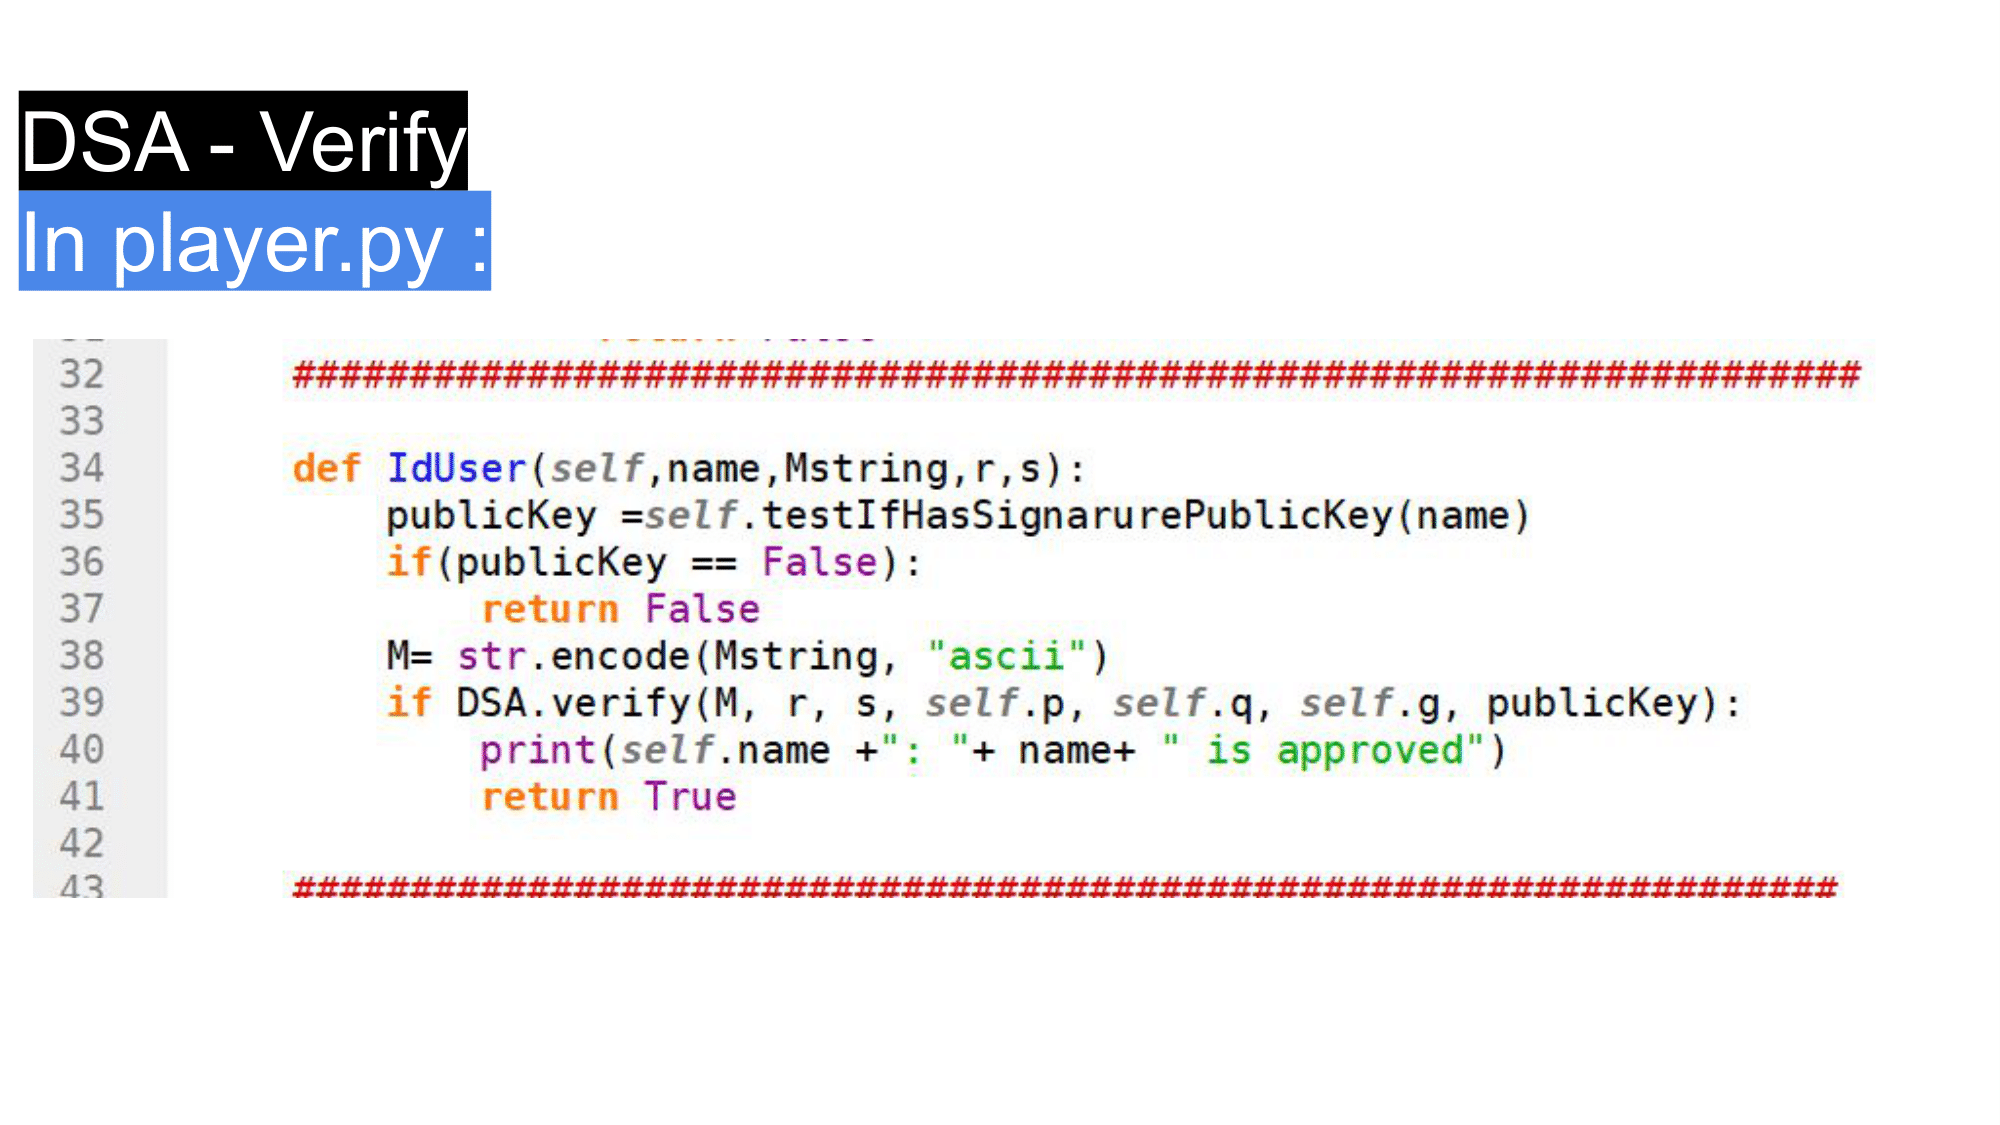 DSA - Verify
In player.py :
32 ###################################################################
33
34 def IdUser(self,name,Mstring,r,s):
35 publicKey =self.testIfHasSignarurePublicKey(name)
36 if(publicKey == False):
37 return False
38 M= str.encode(Mstring, "ascii")
39 if DSA.verify(M, r, s, self.p, self.q, self.g, publicKey):
40 print(self.name +": "+ name+ " is approved")
41 return True
42
43 ##################################################################